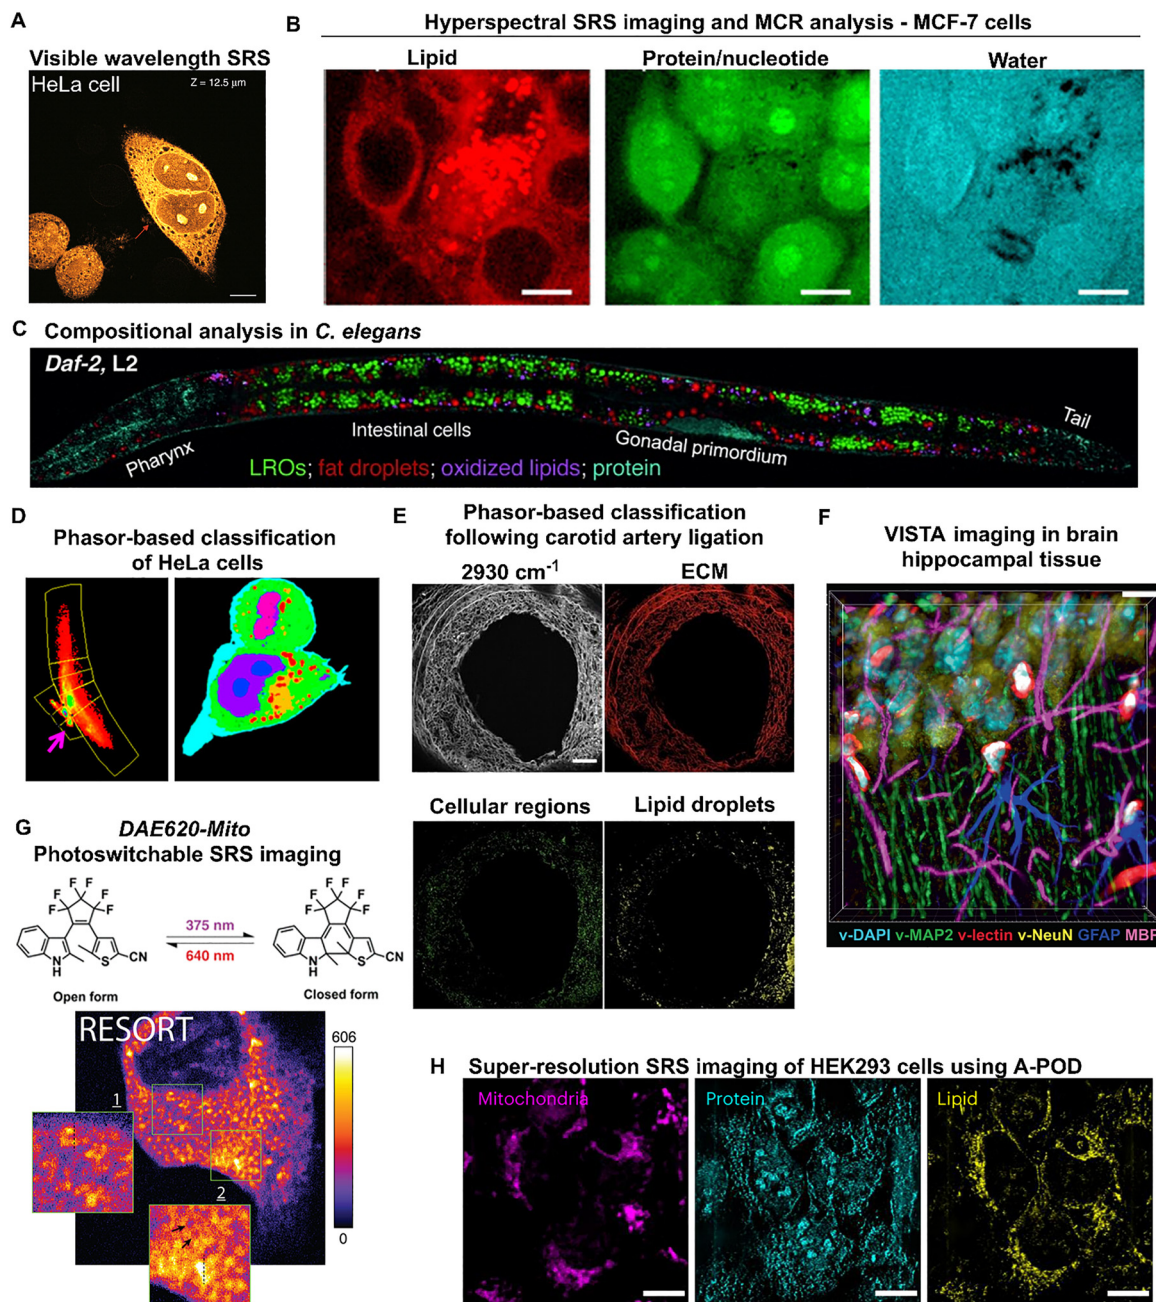 A
Visible wavelength SRS
HeLa cell
Z = 12.5 µm
B
Hyperspectral SRS imaging and MCR analysis - MCF-7 cells
Lipid
Protein/nucleotide
Water
C
Compositional analysis in C. elegans
Daf-2, L2
Pharynx
Intestinal cells
Gonadal primordium
Tail
LROs; fat droplets; oxidized lipids; protein
D
Phasor-based classification
of HeLa cells
E
Phasor-based classification
following carotid artery ligation
2930 cm-1
ECM
Cellular regions
Lipid droplets
F
VISTA imaging in brain
hippocampal tissue
v-DAPI v-MAP2 v-lectin v-NeuN GFAP MBP
G
DAE620-Mito
Photoswitchable SRS imaging
F F F F F F
375 nm
640 nm
N
H
S
CN
Open form
F F F F F F
N
H
S
CN
Closed form
RESORT
606
0
1
2
H
Super-resolution SRS imaging of HEK293 cells using A-POD
Mitochondria
Protein
Lipid